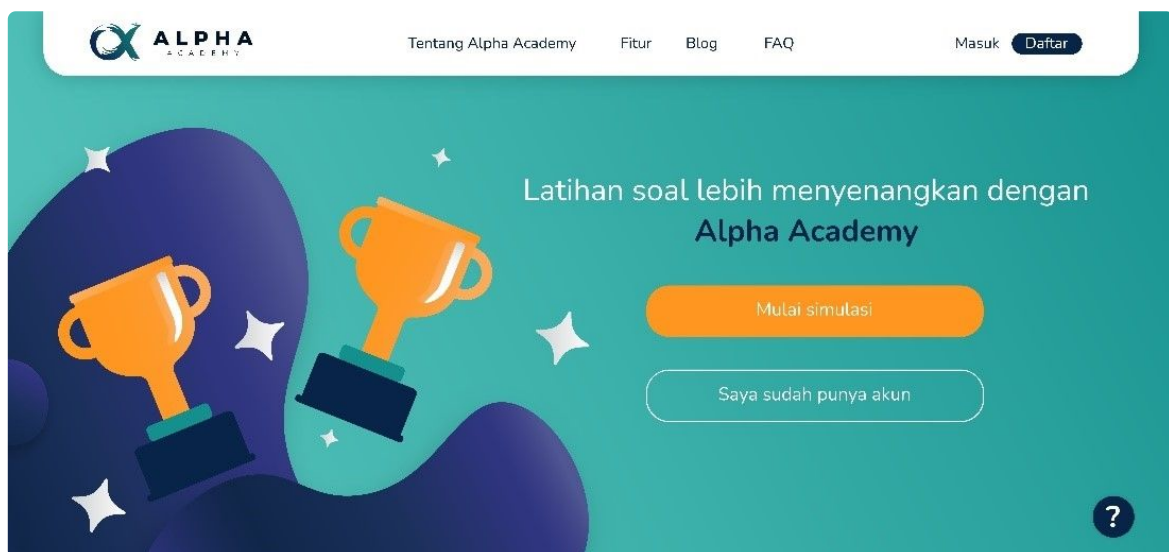 ALPHA
ACADEMY
Tentang Alpha Academy Fitur Blog FAQ Masuk Daftar
Latihan soal lebih menyenangkan dengan
Alpha Academy
Mulai simulasi
Saya sudah punya akun
?